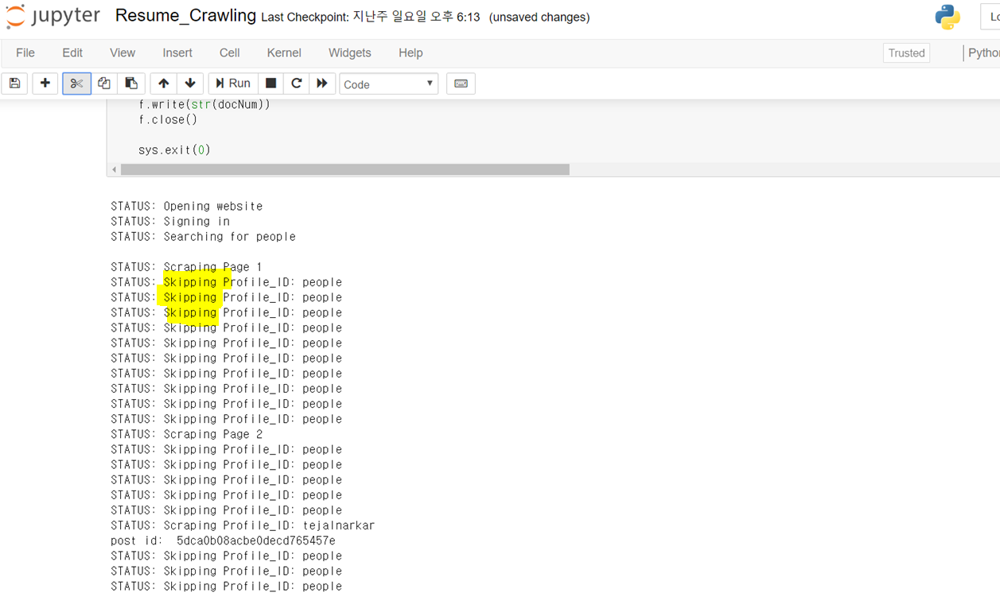 jupyter Resume_Crawling Last Checkpoint: 지난주 일요일 오후 6:13 (unsaved changes)
File Edit View Insert Cell Kernel Widgets Help Trusted
Run Code
f.write(str(docNum))
f.close()
sys.exit(0)
STATUS: Opening website
STATUS: Signing in
STATUS: Searching for people
STATUS: Scraping Page 1
STATUS: Skipping Profile_ID: people
STATUS: Skipping Profile_ID: people
STATUS: Skipping Profile_ID: people
STATUS: Skipping Profile_ID: people
STATUS: Skipping Profile_ID: people
STATUS: Skipping Profile_ID: people
STATUS: Skipping Profile_ID: people
STATUS: Skipping Profile_ID: people
STATUS: Skipping Profile_ID: people
STATUS: Skipping Profile_ID: people
STATUS: Scraping Page 2
STATUS: Skipping Profile_ID: people
STATUS: Skipping Profile_ID: people
STATUS: Skipping Profile_ID: people
STATUS: Skipping Profile_ID: people
STATUS: Skipping Profile_ID: people
STATUS: Scraping Profile_ID: tejalnarkar
post id: 5dca0b08acbe0decd765457e
STATUS: Skipping Profile_ID: people
STATUS: Skipping Profile_ID: people
STATUS: Skipping Profile_ID: people